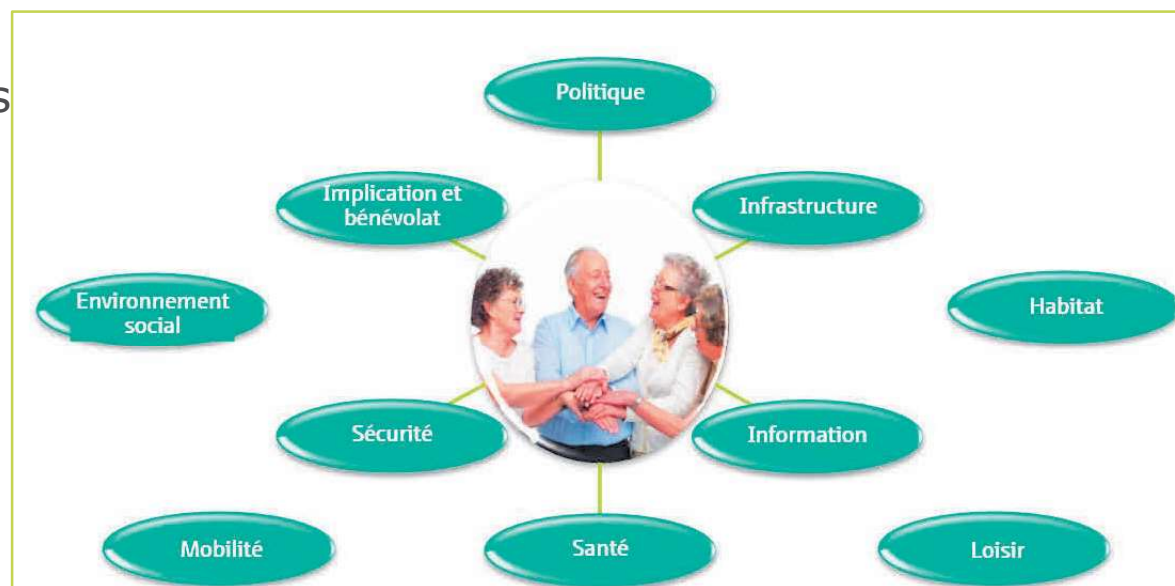 s
Politique
Implication et
bénévolat
Infrastructure
Environnement
social
Habitat
Sécurité
Information
Mobilité
Santé
Loisir